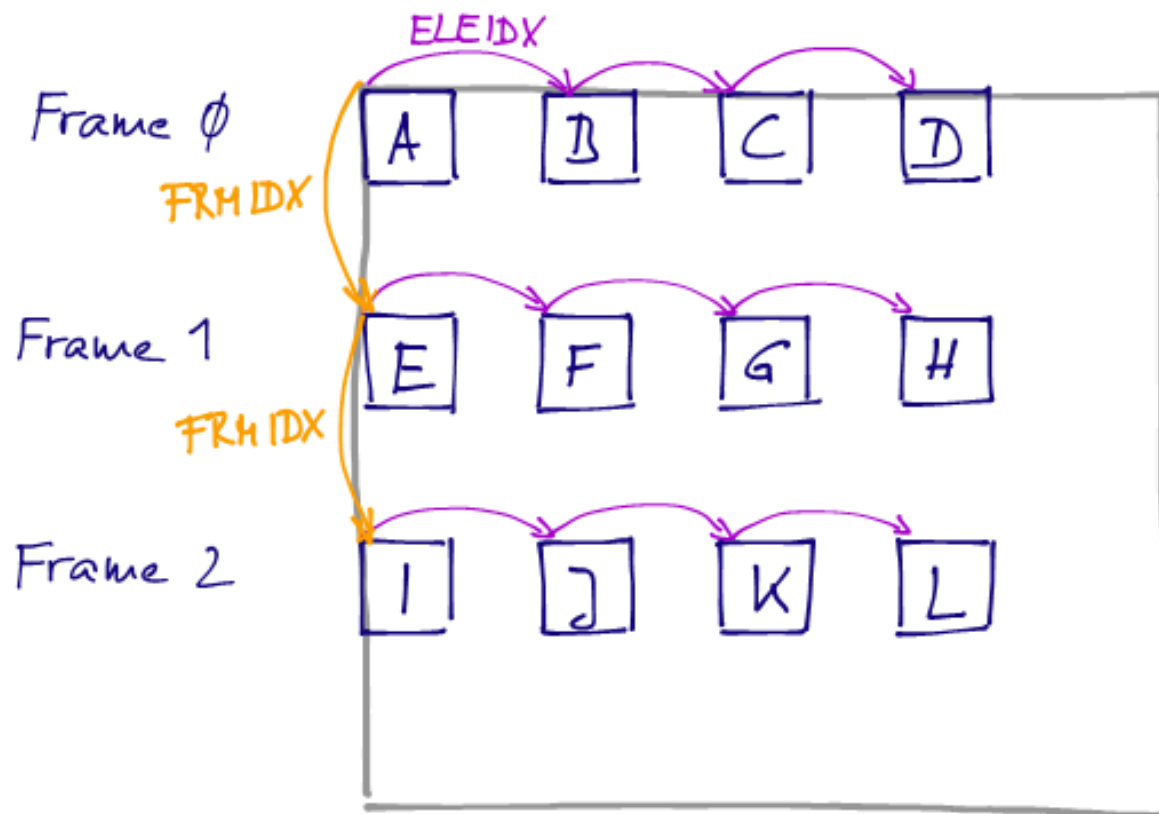 ELEIDX
Frame 0 A B C D
FRMIDX
Frame 1 E F G H
FRMIDX
Frame 2 I J K L